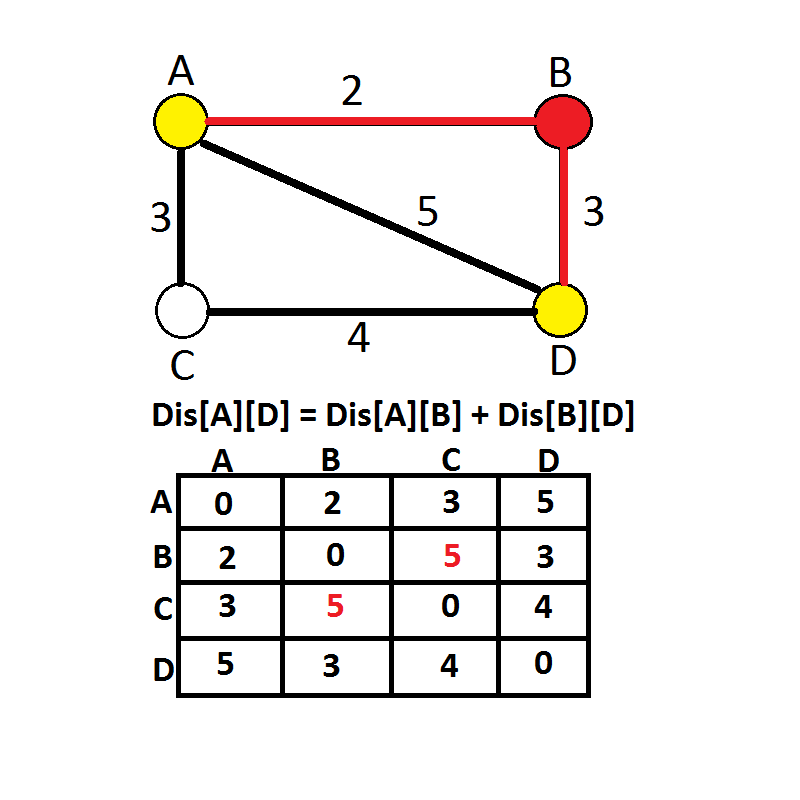 A B
2
3 5 3
C 4 D
Dis[A][D] = Dis[A][B] + Dis[B][D]
A B C D
A 0 2 3 5
B 2 0 5 3
C 3 5 0 4
D 5 3 4 0